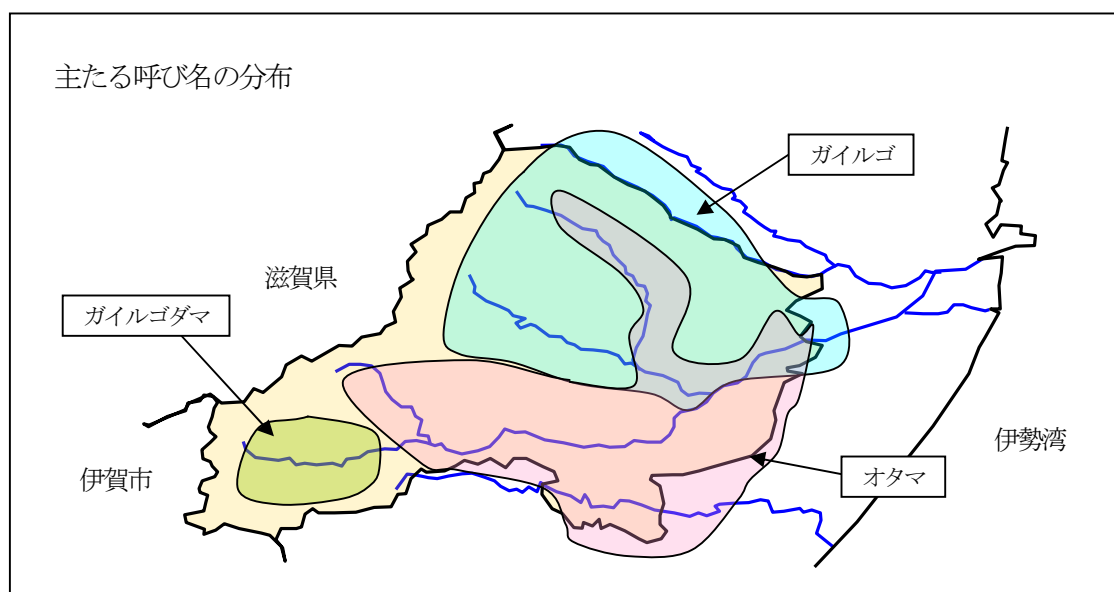 主たる呼び名の分布
ガイルゴ
滋賀県
ガイルゴダマ
伊勢湾
伊賀市
オタマ